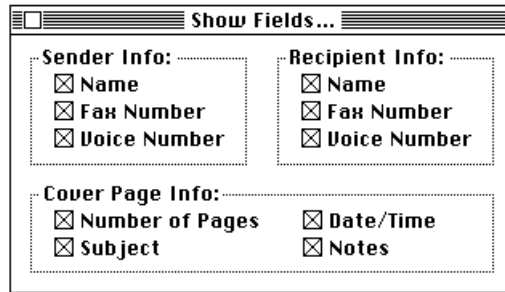 Show Fields...
Sender Info:
Name
Fax Number
Voice Number
Recipient Info:
Name
Fax Number
Voice Number
Cover Page Info:
Number of Pages
Date/Time
Subject
Notes